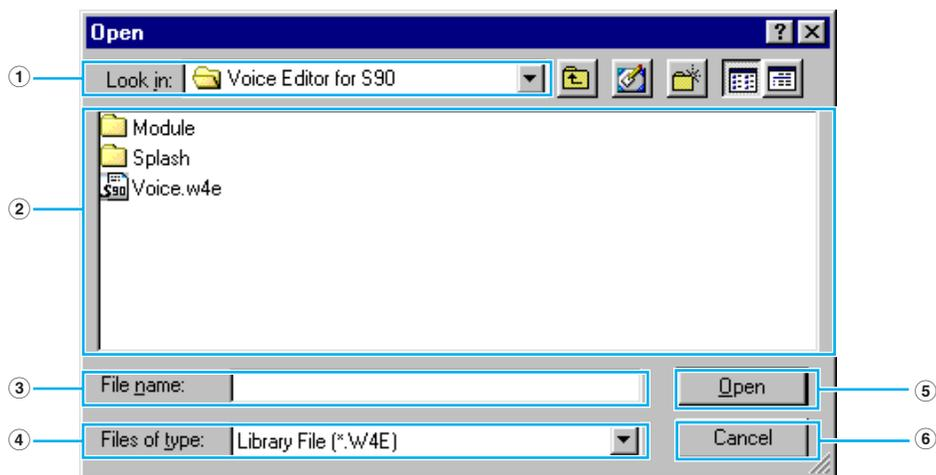 Open
① Look in: Voice Editor for S90
② Module
Splash
S90 Voice.w4e
③ File name: Open ⑤
④ Files of type: Library File (*.W4E) Cancel ⑥